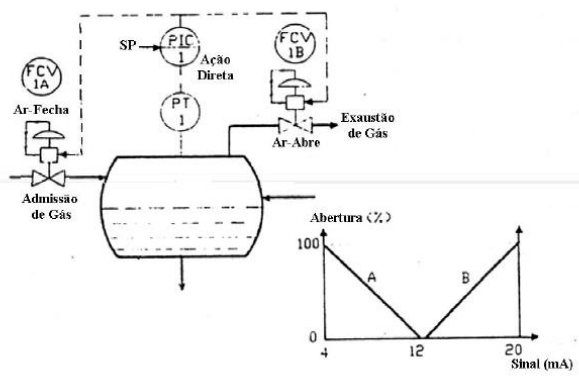 FCV
1A
Ar-Fecha
Admissão
de Gás
SP
PIC
1
Ação
Direta
PT
1
FCV
1B
Ar-Abre
Exaustão
de Gás
Abertura (%)
100
0
A
B
4
12
20
Sinal (mA)